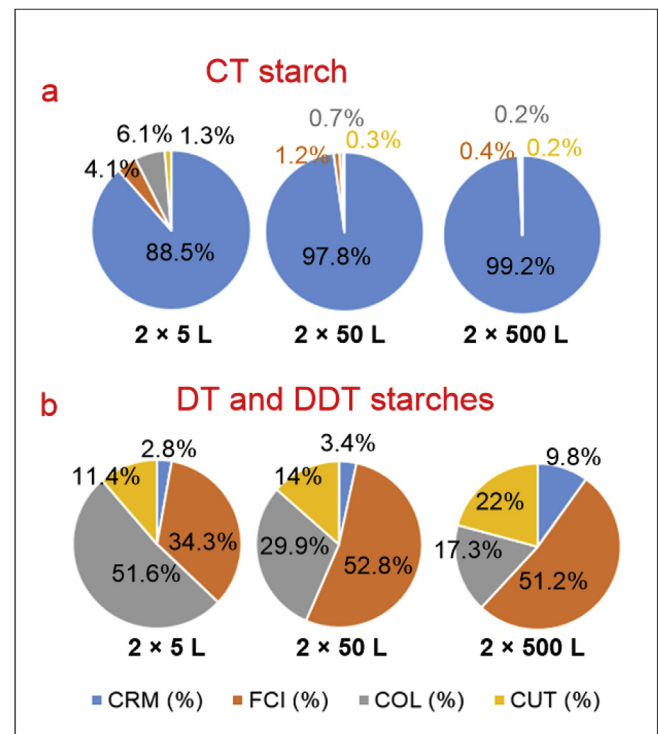 CT starch
a
0.7%
0.2%
6.1%
1.3%
0.3%
4.1%
1.2%
0.4%
0.2%
88.5%
97.8%
99.2%
2 × 5 L
2 × 50 L
2 × 500 L
b
DT and DDT starches
2.8%
3.4%
9.8%
11.4%
14%
22%
34.3%
29.9%
17.3%
51.6%
52.8%
51.2%
2 × 5 L
2 × 50 L
2 × 500 L
CRM (%)
FCI (%)
COL (%)
CUT (%)